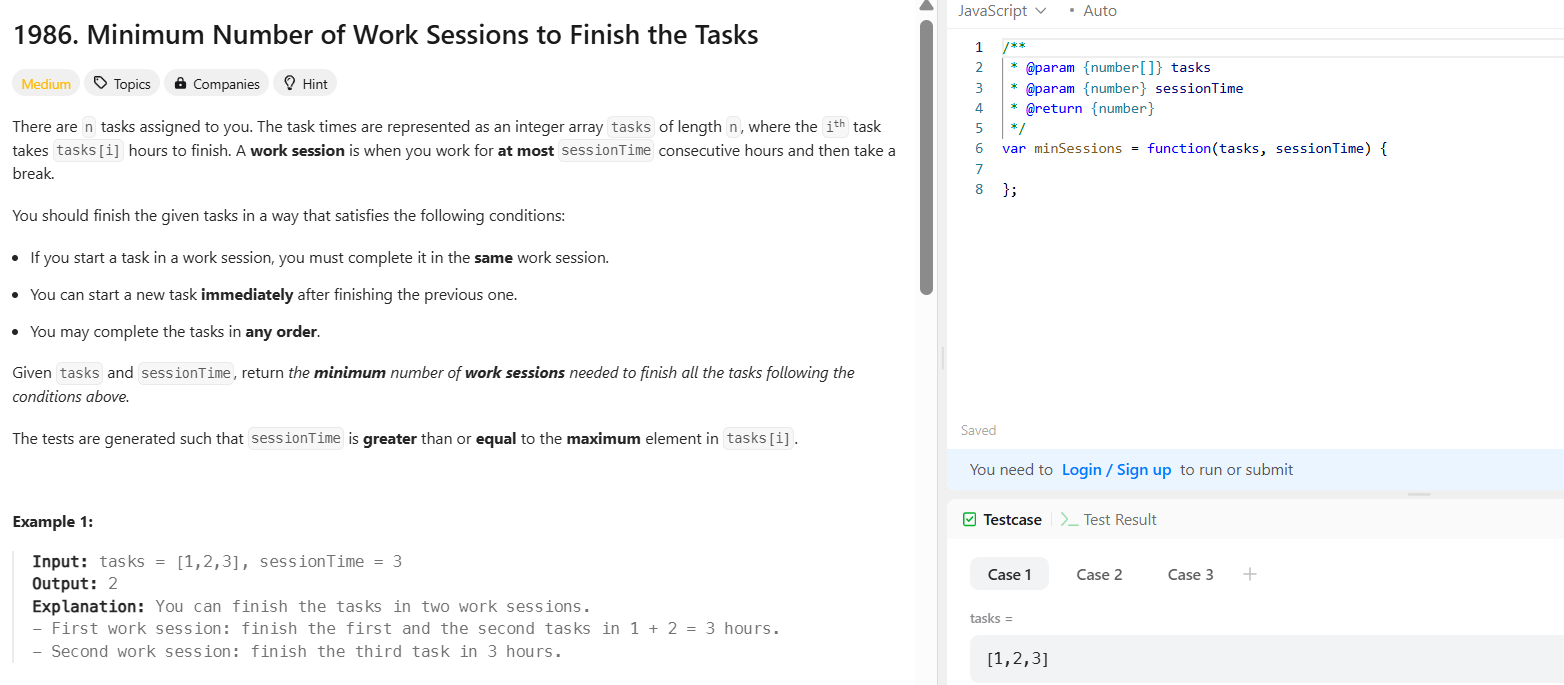 1986. Minimum Number of Work Sessions to Finish the Tasks
Medium Topics Companies Hint
There are n tasks assigned to you. The task times are represented as an integer array tasks of length n, where the ith task
takes tasks[i] hours to finish. A work session is when you work for at most sessionTime consecutive hours and then take a
break.
You should finish the given tasks in a way that satisfies the following conditions:
• If you start a task in a work session, you must complete it in the same work session.
• You can start a new task immediately after finishing the previous one.
• You may complete the tasks in any order.
Given tasks and sessionTime, return the minimum number of work sessions needed to finish all the tasks following the
conditions above.
The tests are generated such that sessionTime is greater than or equal to the maximum element in tasks[i].
Example 1:
Input: tasks = [1,2,3], sessionTime = 3
Output: 2
Explanation: You can finish the tasks in two work sessions.
- First work session: finish the first and the second tasks in 1 + 2 = 3 hours.
- Second work session: finish the third task in 3 hours.
JavaScript • Auto
1 /**
2 * @param {number[]} tasks
3 * @param {number} sessionTime
4 * @return {number}
5 */
6 var minSessions = function(tasks, sessionTime) {
7
8 };
Saved
You need to Login / Sign up to run or submit
Testcase >_ Test Result
Case 1 Case 2 Case 3 +
tasks =
[1,2,3]